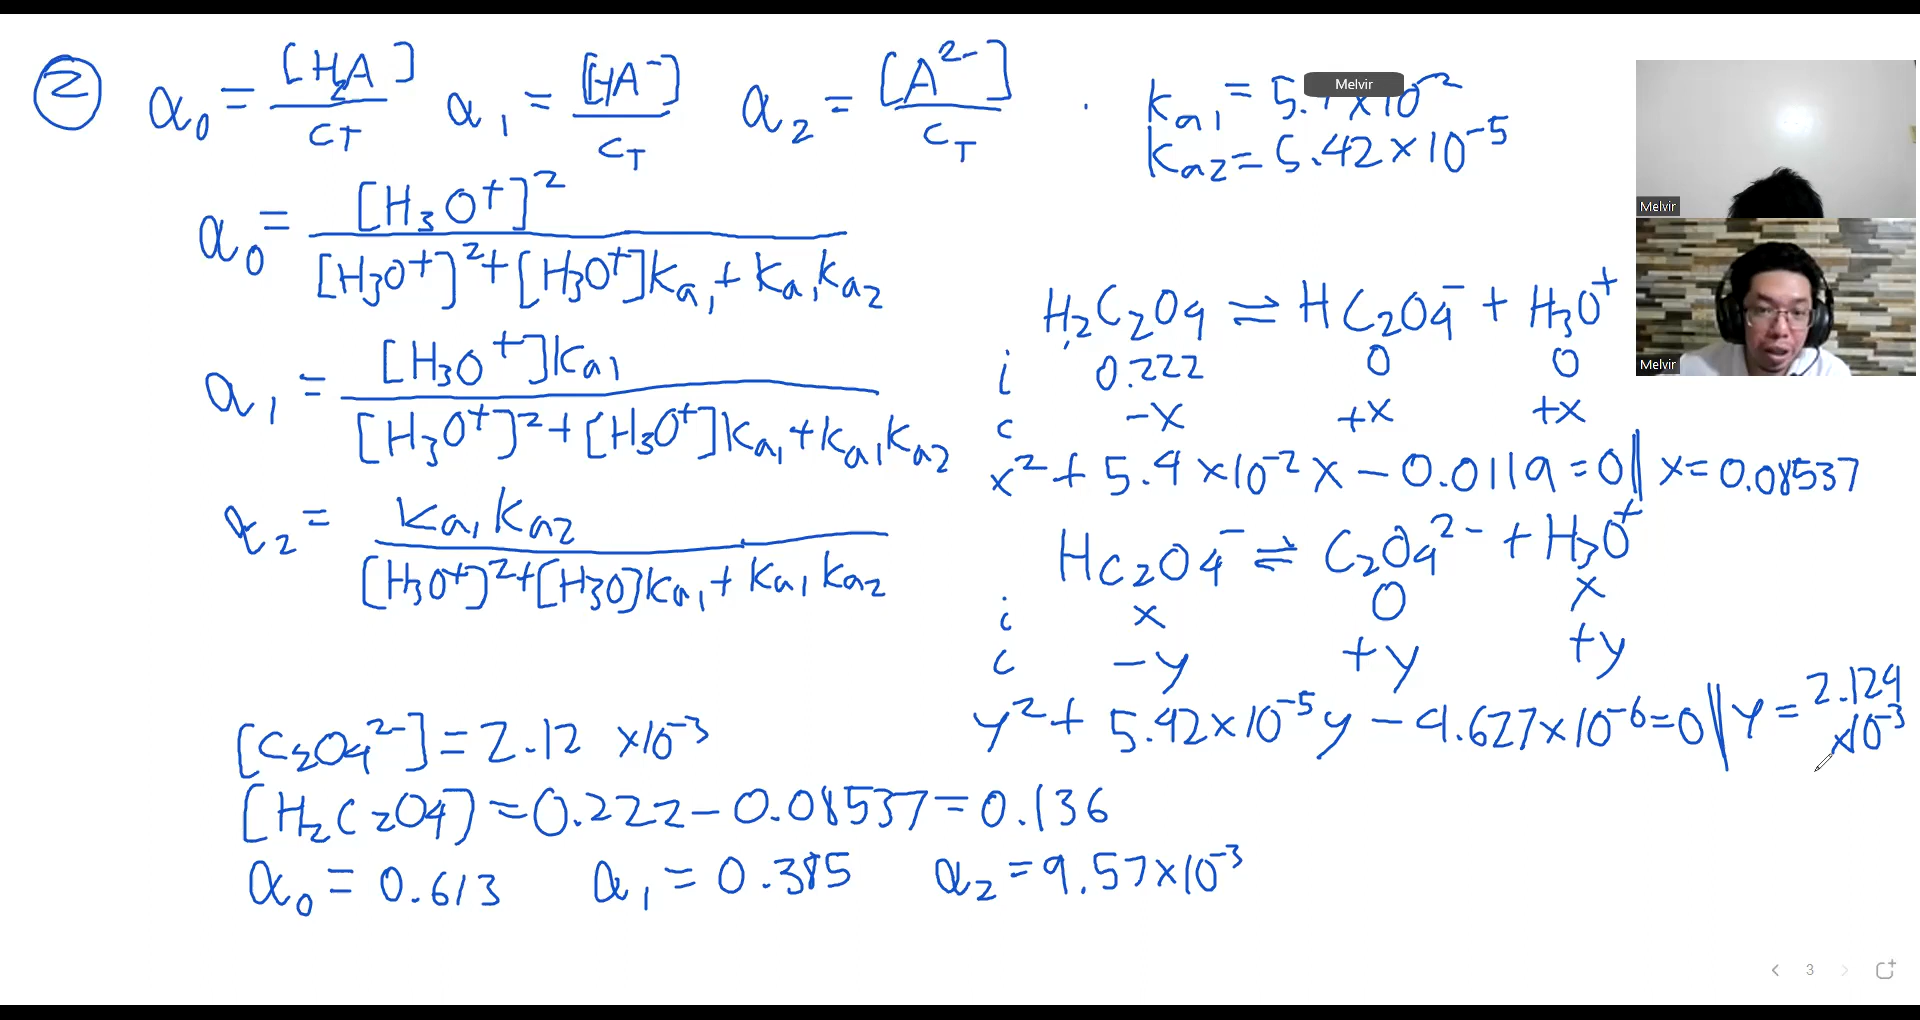 ② α₀ = [H₂A] / C_T   α₁ = [HA⁻] / C_T   α₂ = [A²⁻] / C_T
α₀ = [H₃O⁺]² / [H₃O⁺]² + [H₃O⁺]Ka₁ + Ka₁Ka₂
α₁ = [H₃O⁺]Ka₁ / [H₃O⁺]² + [H₃O⁺]Ka₁ + Ka₁Ka₂
α₂ = Ka₁Ka₂ / [H₃O⁺]² + [H₃O]Ka₁ + Ka₁Ka₂
[C₂O₄²⁻] = 2.12 ×10⁻³
[H₂C₂O₄] = 0.222 − 0.08537 = 0.136
α₀ = 0.613   α₁ = 0.385   α₂ = 9.57×10⁻³
Ka₁ = 5. ×10⁻²
Melvir
Ka₂ = 5.42×10⁻⁵
H₂C₂O₄ ⇌ HC₂O₄⁻ + H₃O⁺
i 0.222 0 0
c −x +x +x
x² + 5.4×10⁻²x − 0.0119 = 0 || x = 0.08537
HC₂O₄⁻ ⇌ C₂O₄²⁻ + H₃O⁺
i x 0 x
c −y +y +y
y² + 5.42×10⁻⁵y − 4.627×10⁻⁶ = 0 || y = 2.124 ×10⁻³
Melvir
Melvir
3